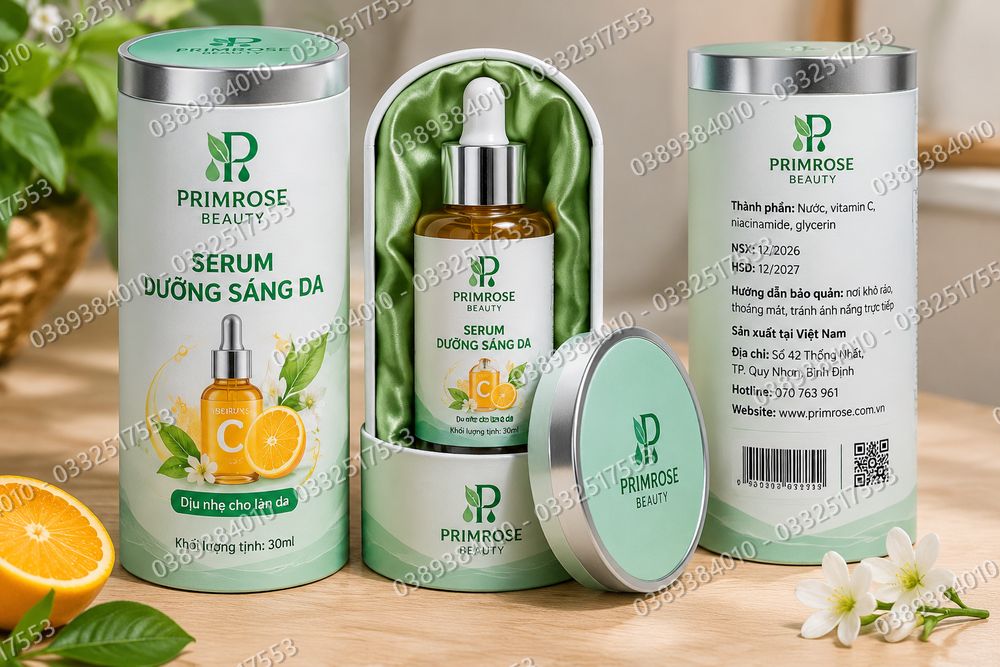 PRIMROSE
BEAUTY
PRIMROSE
BEAUTY
SERUM
DƯỠNG SÁNG DA
C
Dịu nhẹ cho làn da
Khối lượng tịnh: 30ml
PRIMROSE
BEAUTY
SERUM
DƯỠNG SÁNG DA
C
Khối lượng tịnh: 30ml
PRIMROSE
BEAUTY
PRIMROSE
BEAUTY
PRIMROSE
BEAUTY
Thành phần: Nước, vitamin C,
niacinamide, glycerin
NSX: 12/2026
HSD: 12/2027
Hướng dẫn bảo quản: nơi khô ráo,
thoáng mát, tránh ánh nắng trực tiếp
Sản xuất tại Việt Nam
Địa chỉ: Số 42 Thống Nhất,
TP. Quy Nhơn, Bình Định
Hotline: 070 763 961
Website: www.primrose.com.vn
0389384010 - 0332517553